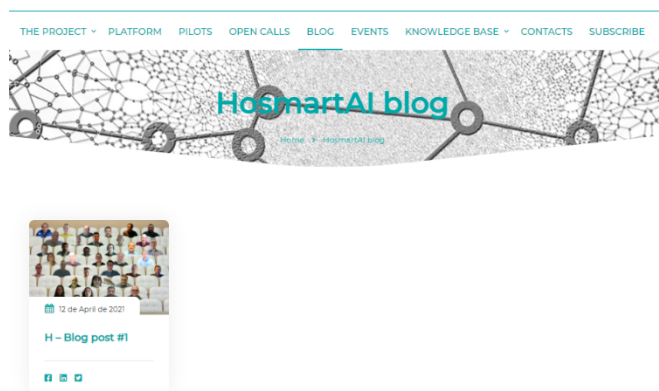 THE PROJECT PLATFORM PILOTS OPEN CALLS BLOG EVENTS KNOWLEDGE BASE CONTACTS SUBSCRIBE
HosmartAI blog
Home > HosmartAI blog
12 de April de 2021
H – Blog post #1